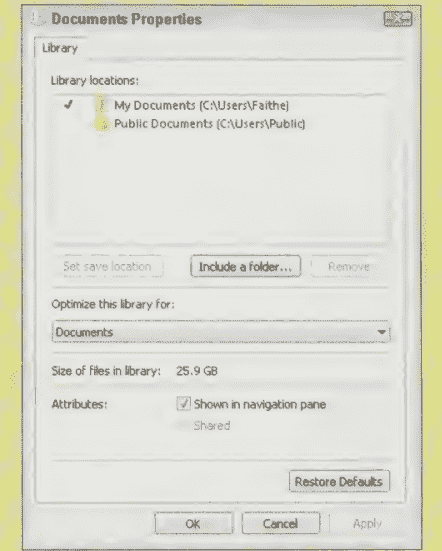 Documents Properties
Library
Library locations:
My Documents (C:\Users\Faithe)
Public Documents (C:\Users\Public)
Set save location
Include a folder...
Remove
Optimize this library for:
Documents
Size of files in library: 25.9 GB
Attributes:
Shown in navigation pane
Shared
Restore Defaults
OK
Cancel
Apply